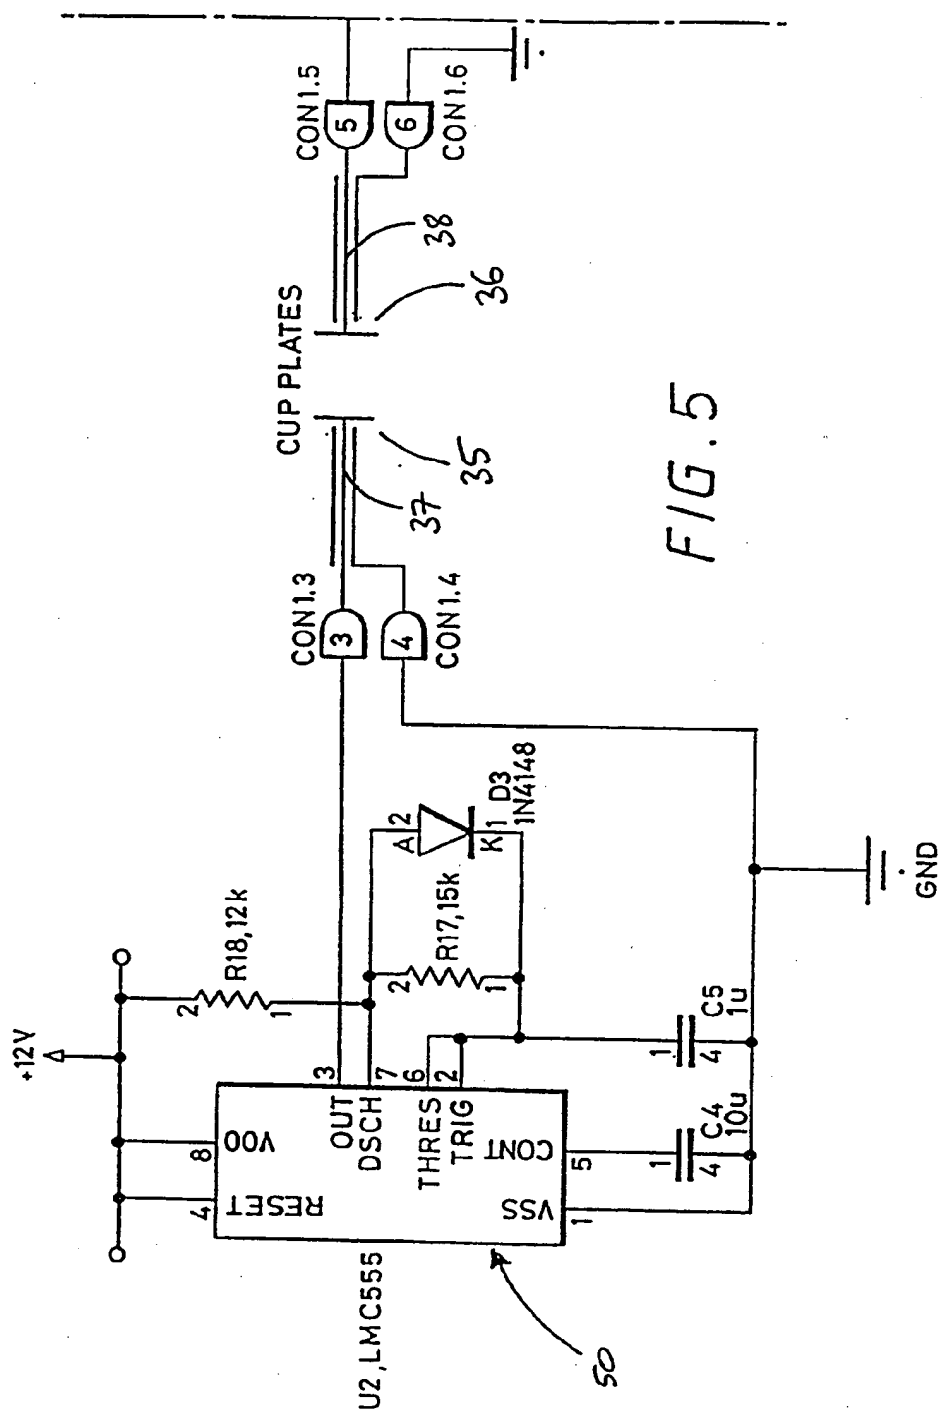 +12V
R18,12k
2
1
8
4
VOO
RESET
OUT
DSCH
THRES
TRIG
CONT
VSS
3
7
6
2
5
1
U2,LMC555
50
R17,15k
2
1
A 2
K 1
D3
1N4148
1
4
C4
10u
1
4
C5
1u
GND
CON1.3
3
4
CON1.4
37
35
CUP PLATES
36
38
CON1.5
5
6
CON1.6
FIG. 5